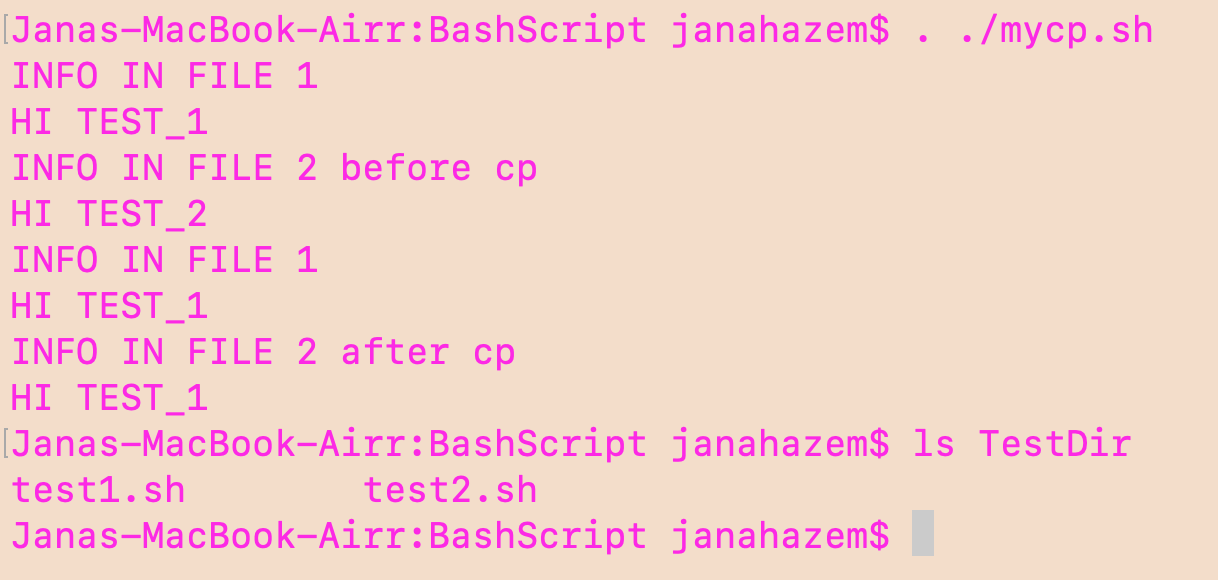 [Janas-MacBook-Airr:BashScript janahazem$ . ./mycp.sh
INFO IN FILE 1
HI TEST_1
INFO IN FILE 2 before cp
HI TEST_2
INFO IN FILE 1
HI TEST_1
INFO IN FILE 2 after cp
HI TEST_1
[Janas-MacBook-Airr:BashScript janahazem$ ls TestDir
test1.sh        test2.sh
Janas-MacBook-Airr:BashScript janahazem$